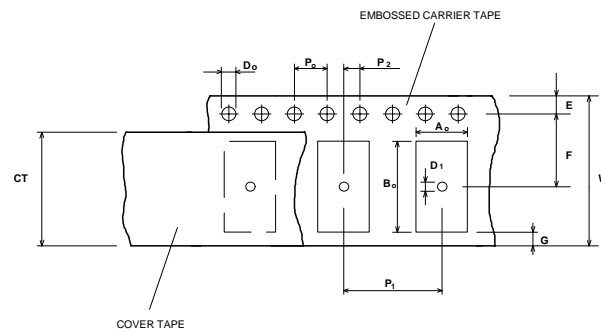 EMBOSSED CARRIER TAPE
Do
Po
P2
E
Ao
F
D1
CT
Bo
W
G
P1
COVER TAPE